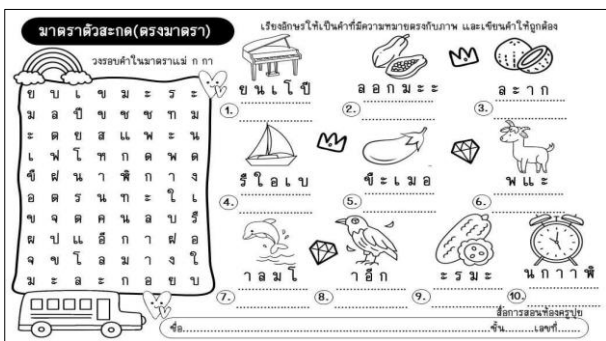 มาตราตัวสะกด(ตรงมาตรา)
เรียงอักษรให้เป็นคำที่มีความหมายตรงกับภาพ และเขียนคำให้ถูกต้อง
วงรอบคำในมาตราแม่ ก กา
ย บ เ ข ม ะ ร ะ
ม ล ปี ข ช ช ท ม
ะ ด ย ส แ พ ะ น
เ ฟ โ ท ก ด พ ด
ขี ฝ น า พิ ก า ง
อ ด ร น ท ะ ใ เ
ข จ ด ค น ล บ รื
ผ ป แ อี ก า ฝ อ
จ ข โ ล ม า ง ใ
ม ะ ล ะ ก อ ย บ
ย น เ โ ปี
1.
ล อ ก ม ะ ะ
2.
ล ะ า ก
3.
รื ใ อ เ บ
4.
ขื ะ เ ม อ
5.
พ แ ะ
6.
า ล ม โ
7.
า อี ก
8.
ะ ร ม ะ
9.
น ก า า พิ
10.
สื่อการสอนห้องครูปุย
ชื่อ ชั้น เลขที่